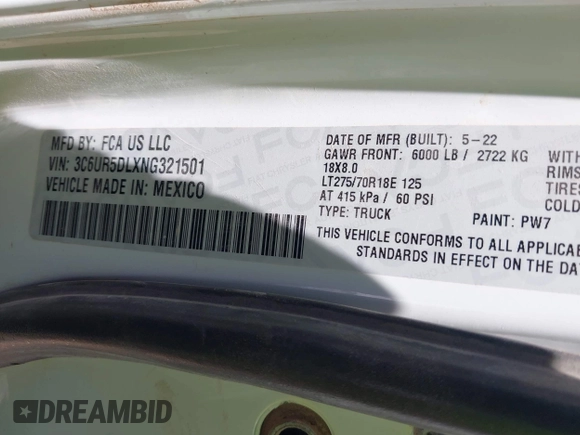 MFD BY: FCA US LLC
VIN: 3C6UR5DLXNG321501
VEHICLE MADE IN: MEXICO
DATE OF MFR (BUILT): 5-22
GAWR FRONT: 6000 LB / 2722 KG WITH
18X8.0 RIMS
LT275/70R18E 125 TIRES
AT 415 kPa / 60 PSI COLD
TYPE: TRUCK
PAINT: PW7
THIS VEHICLE CONFORMS TO ALL APPLICABLE
STANDARDS IN EFFECT ON THE DAT
DREAMBID